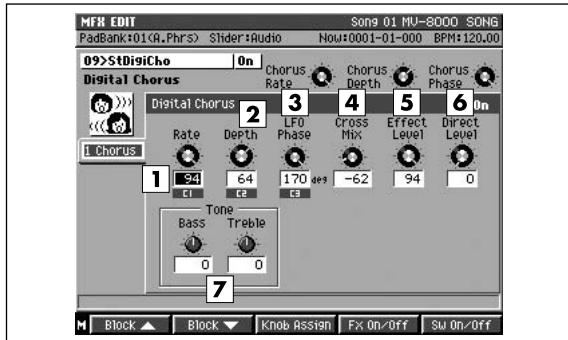 MFX EDIT Song 01 MV-8000 SONG
PadBank:01(A.Phrs) Slider:Audio Now:0001-01-000 BPM:120.00
09>StDigiCho On
Digital Chorus
Chorus Rate Chorus Depth Chorus Phase
Digital Chorus On
2 3 4 5 6
Rate Depth LFO Phase Cross Mix Effect Level Direct Level
1 Chorus
1 94 64 170 deg -62 94 0
C1 C2 C3
Tone
Bass Treble
0 0
7
M Block ▲ Block ▼ Knob Assign Fx On/Off Sw On/Off